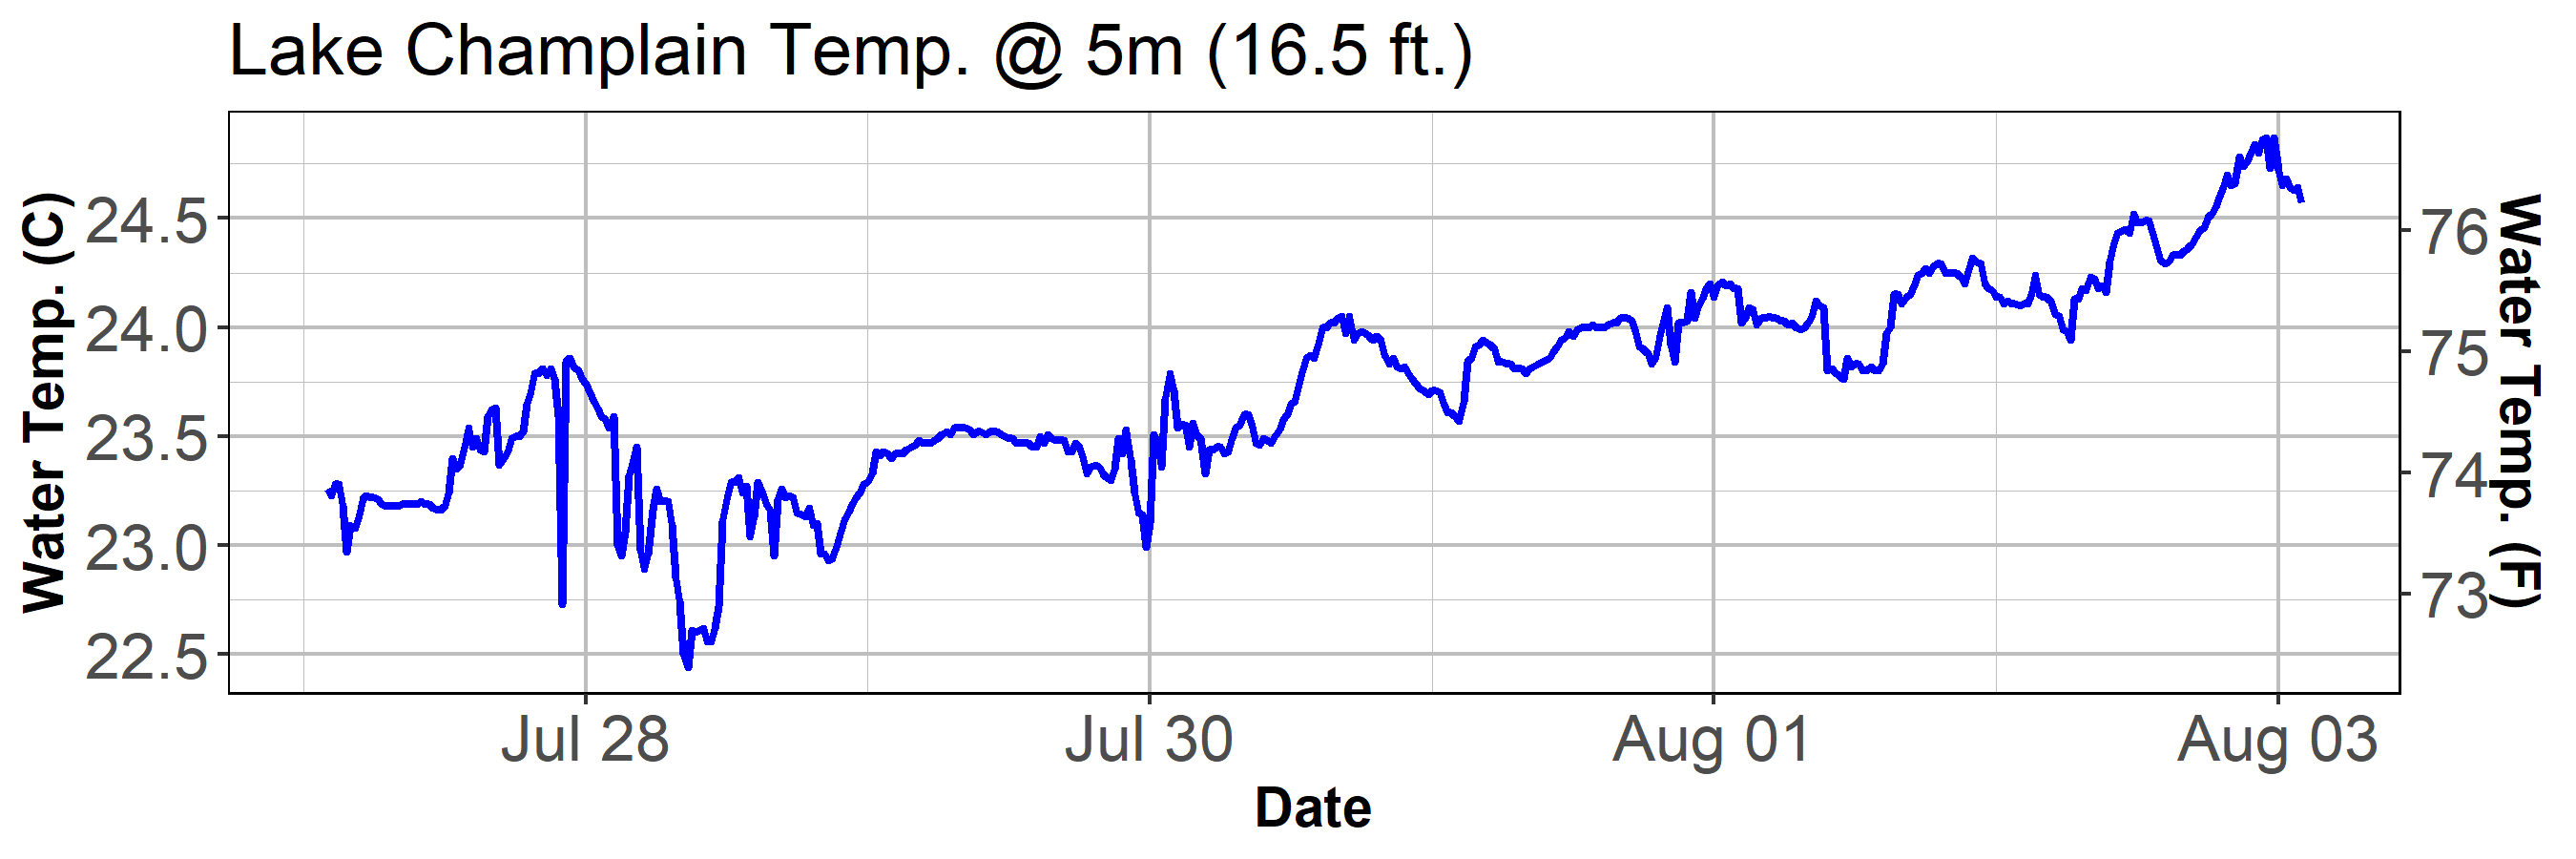 Lake Champlain Temp. @ 5m (16.5 ft.)
Water Temp. (C)
24.5
24.0
23.5
23.0
22.5
76
75
74
73
Water Temp. (F)
Jul 28
Jul 30
Aug 01
Aug 03
Date